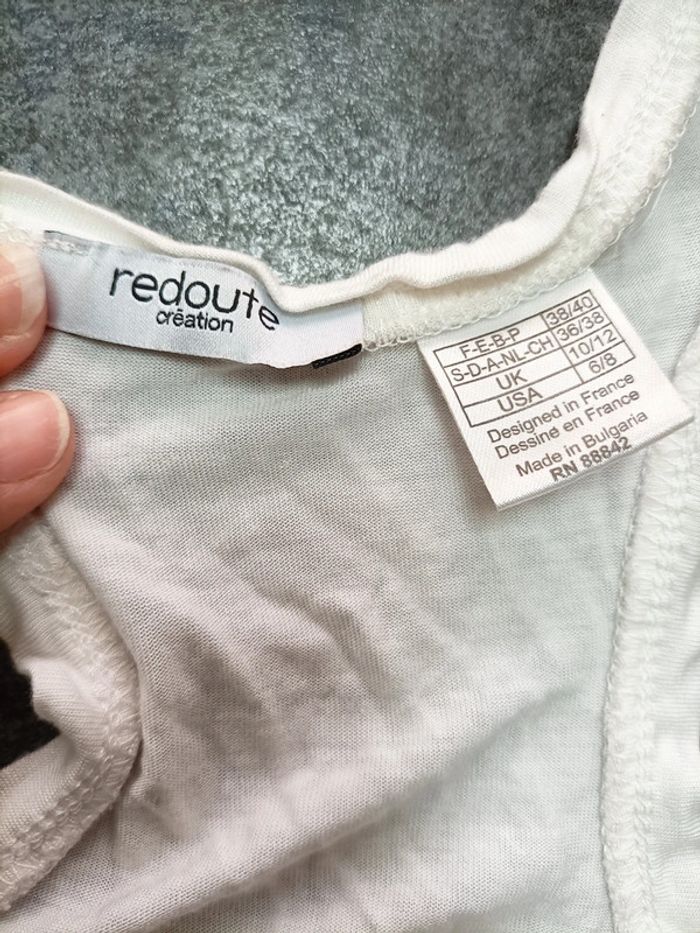 redoute
création
F-E-B-P 38/40
S-D-A-NL-CH 36/38
UK 10/12
USA 6/8
Designed in France
Dessiné en France
Made in Bulgaria
RN 88842